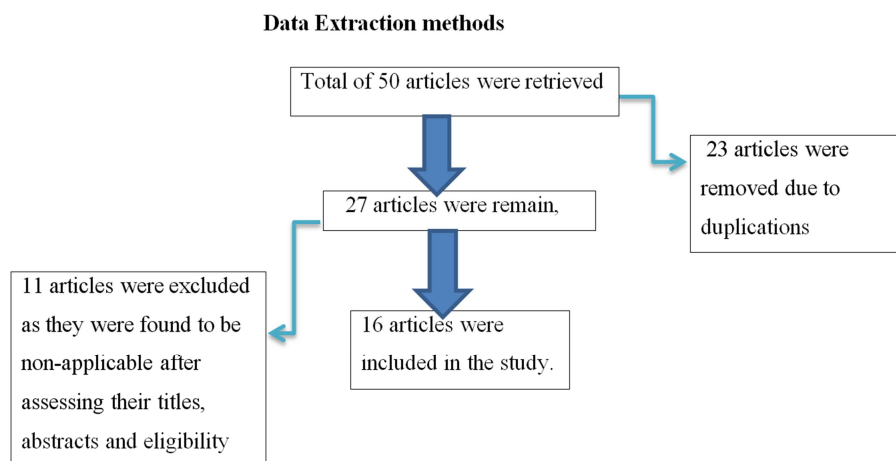 Data Extraction methods
Total of 50 articles were retrieved
23 articles were
removed due to
duplications
27 articles were remain,
11 articles were excluded
as they were found to be
non-applicable after
assessing their titles,
abstracts and eligibility
16 articles were
included in the study.